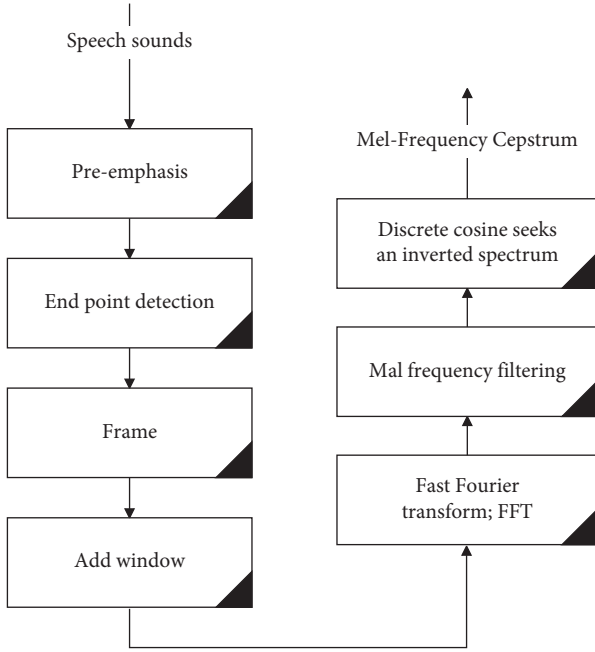 Speech sounds
Pre-emphasis
End point detection
Frame
Add window
Fast Fourier
transform; FFT
Mal frequency filtering
Discrete cosine seeks
an inverted spectrum
Mel-Frequency Cepstrum